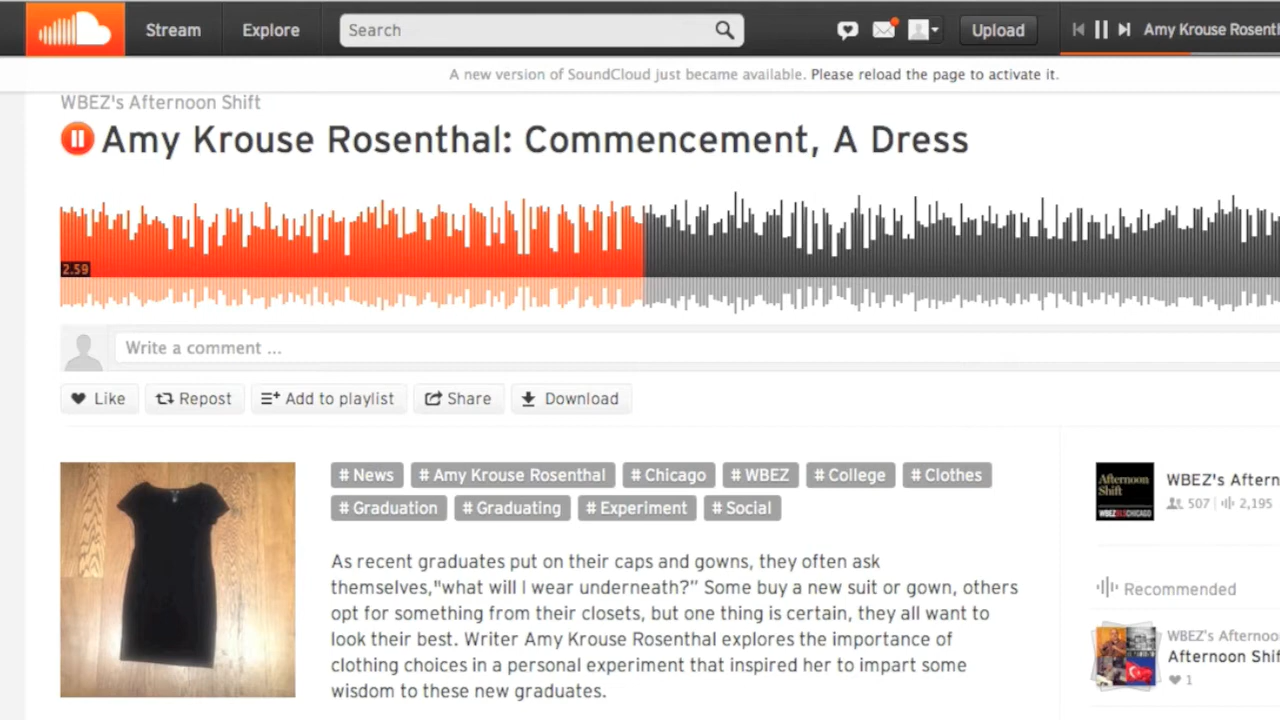 Stream Explore Search Upload Amy Krouse Rosenth
A new version of SoundCloud just became available. Please reload the page to activate it.
WBEZ's Afternoon Shift
Amy Krouse Rosenthal: Commencement, A Dress
2.59
Write a comment ...
Like Repost Add to playlist Share Download
# News # Amy Krouse Rosenthal # Chicago # WBEZ # College # Clothes
# Graduation # Graduating # Experiment # Social
As recent graduates put on their caps and gowns, they often ask
themselves,"what will I wear underneath?" Some buy a new suit or gown, others
opt for something from their closets, but one thing is certain, they all want to
look their best. Writer Amy Krouse Rosenthal explores the importance of
clothing choices in a personal experiment that inspired her to impart some
wisdom to these new graduates.
Afternoon
Shift
WBEZ91.5CHICAGO
WBEZ's Aftern
507 2,195
Recommended
WBEZ's Afternoo
Afternoon Shif
1